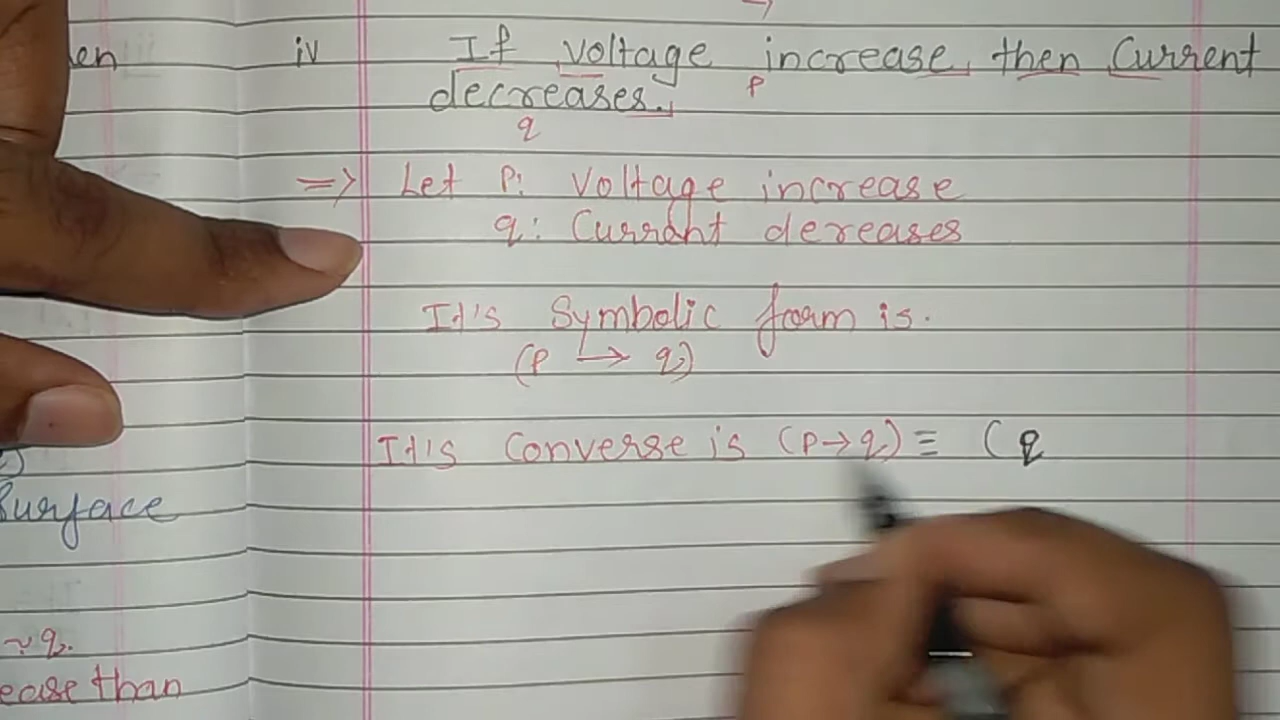 iv If voltage increase, then Current
decreases.
p
q
=> Let P: Voltage increase
q: Currant dereases
It's Symbolic form is.
(p → q)
It's Converse is (p→q) ≡ (q
Surface
~q.
ease than